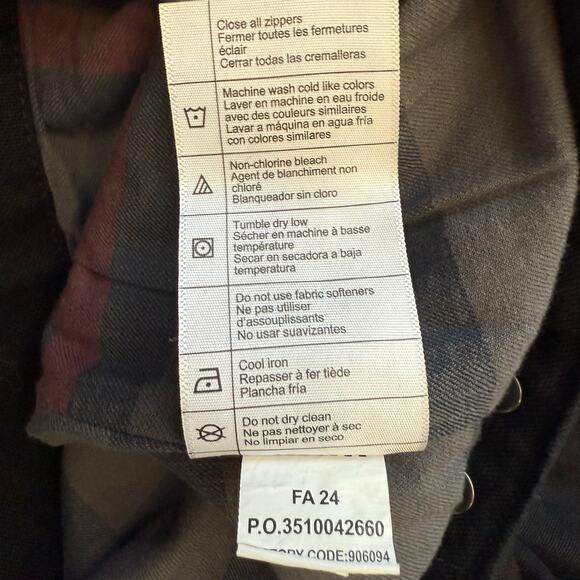 Close all zippers
Fermer toutes les fermetures
éclair
Cerrar todas las cremalleras
Machine wash cold like colors
Laver en machine en eau froide
avec des couleurs similaires
Lavar a máquina en agua fría
con colores similares
Non-chlorine bleach
Agent de blanchiment non
chloré
Blanqueador sin cloro
Tumble dry low
Sécher en machine à basse
température
Secar en secadora a baja
temperatura
Do not use fabric softeners
Ne pas utiliser
d'assouplissants
No usar suavizantes
Cool iron
Repasser à fer tiède
Plancha fría
Do not dry clean
Ne pas nettoyer à sec
No limpiar en seco
FA 24
P.O.3510042660
CODE:906094